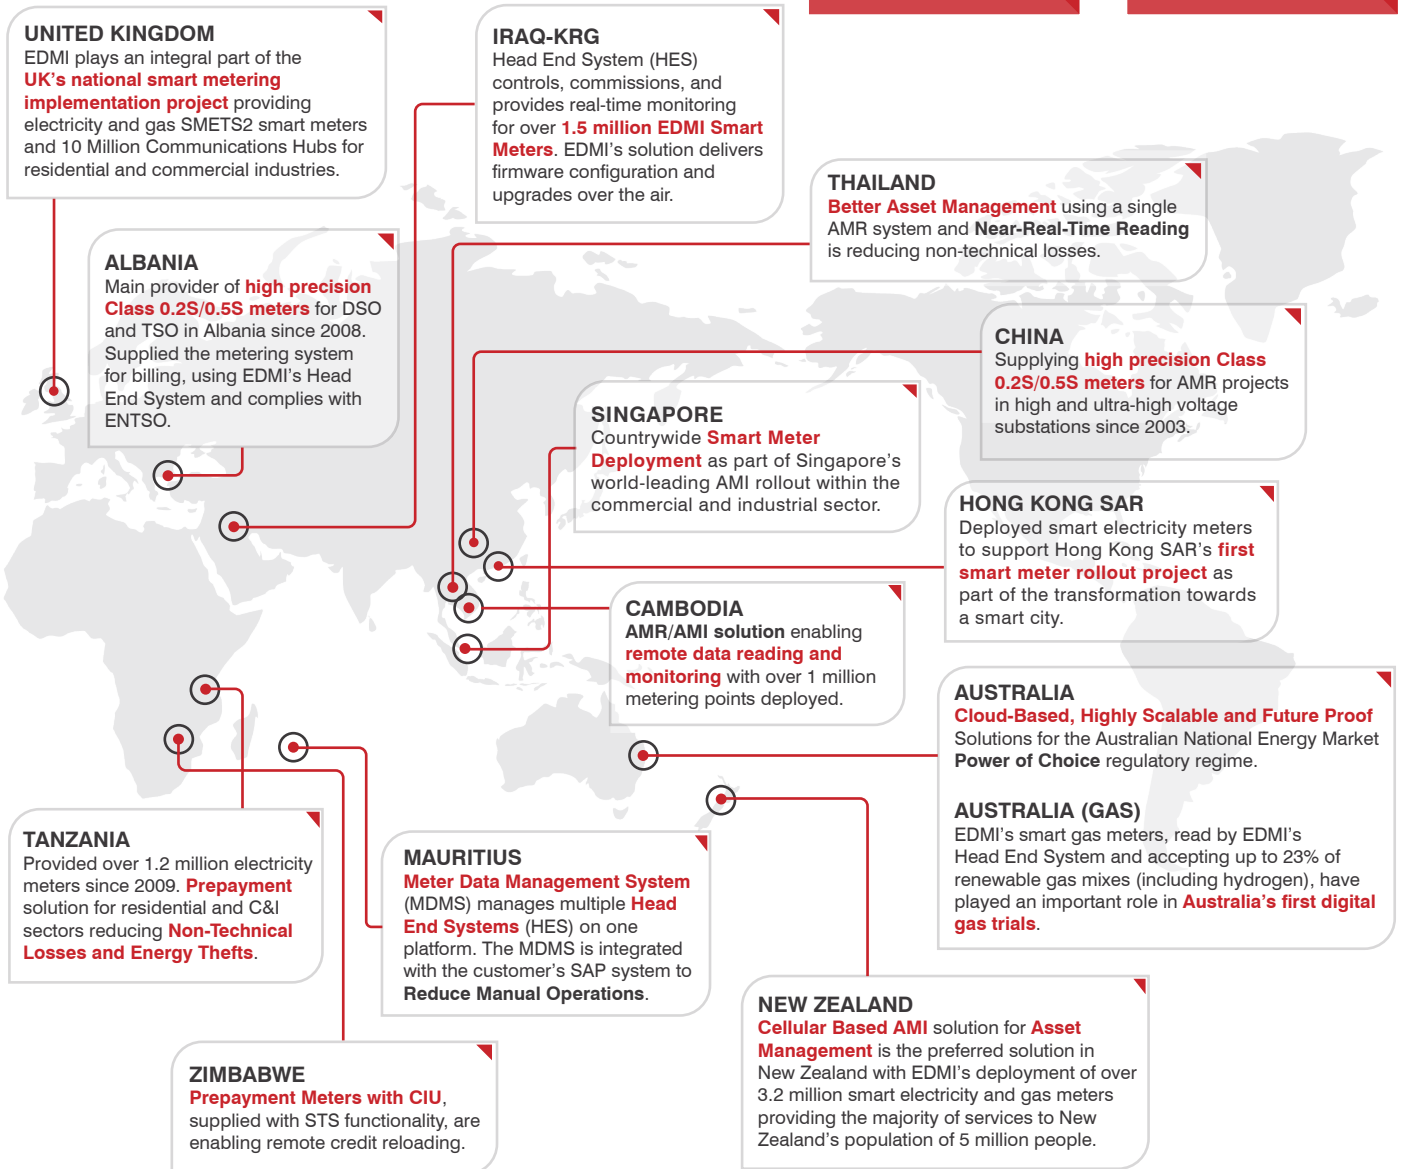 UNITED KINGDOM
EDMI plays an integral part of the
UK's national smart metering
implementation project providing
electricity and gas SMETS2 smart meters
and 10 Million Communications Hubs for
residential and commercial industries.
IRAQ-KRG
Head End System (HES)
controls, commissions, and
provides real-time monitoring
for over 1.5 million EDMI Smart
Meters. EDMI's solution delivers
firmware configuration and
upgrades over the air.
THAILAND
Better Asset Management using a single
AMR system and Near-Real-Time Reading
is reducing non-technical losses.
ALBANIA
Main provider of high precision
Class 0.2S/0.5S meters for DSO
and TSO in Albania since 2008.
Supplied the metering system
for billing, using EDMI's Head
End System and complies with
ENTSO.
CHINA
Supplying high precision Class
0.2S/0.5S meters for AMR projects
in high and ultra-high voltage
substations since 2003.
SINGAPORE
Countrywide Smart Meter
Deployment as part of Singapore's
world-leading AMI rollout within the
commercial and industrial sector.
HONG KONG SAR
Deployed smart electricity meters
to support Hong Kong SAR's first
smart meter rollout project as
part of the transformation towards
a smart city.
CAMBODIA
AMR/AMI solution enabling
remote data reading and
monitoring with over 1 million
metering points deployed.
AUSTRALIA
Cloud-Based, Highly Scalable and Future Proof
Solutions for the Australian National Energy Market
Power of Choice regulatory regime.
AUSTRALIA (GAS)
EDMI's smart gas meters, read by EDMI's
Head End System and accepting up to 23% of
renewable gas mixes (including hydrogen), have
played an important role in Australia's first digital
gas trials.
TANZANIA
Provided over 1.2 million electricity
meters since 2009. Prepayment
solution for residential and C&I
sectors reducing Non-Technical
Losses and Energy Thefts.
MAURITIUS
Meter Data Management System
(MDMS) manages multiple Head
End Systems (HES) on one
platform. The MDMS is integrated
with the customer's SAP system to
Reduce Manual Operations.
NEW ZEALAND
Cellular Based AMI solution for Asset
Management is the preferred solution in
New Zealand with EDMI's deployment of over
3.2 million smart electricity and gas meters
providing the majority of services to New
Zealand's population of 5 million people.
ZIMBABWE
Prepayment Meters with CIU,
supplied with STS functionality, are
enabling remote credit reloading.